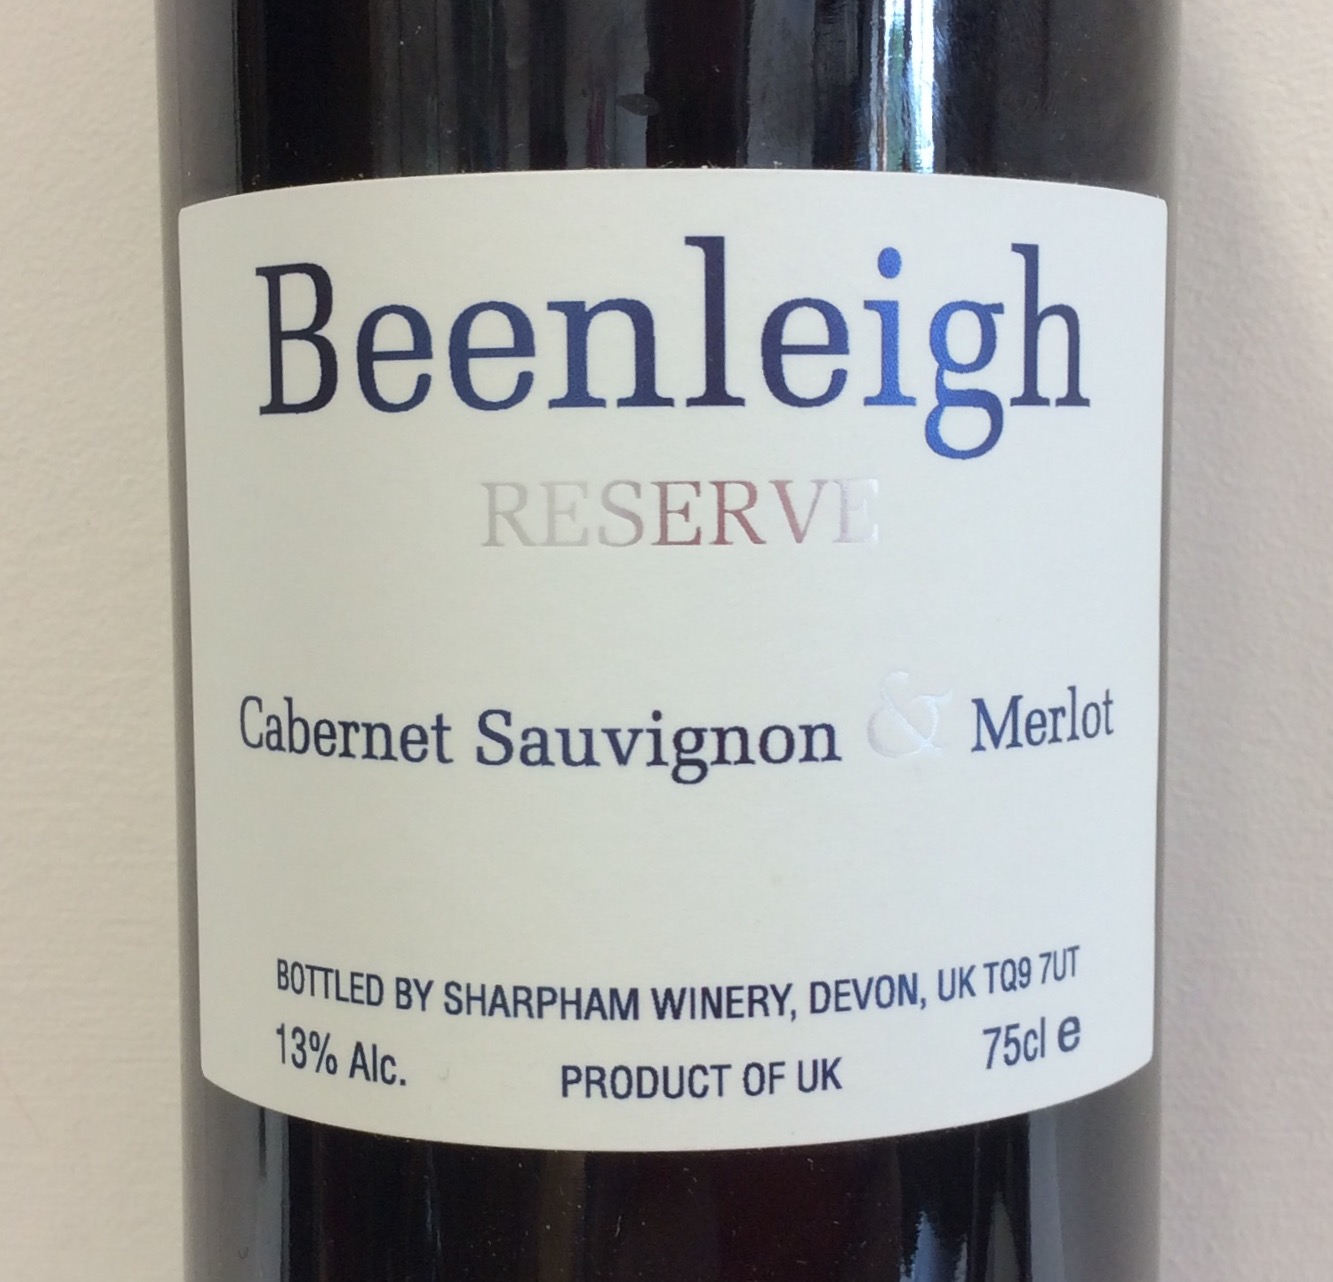 Beenleigh
RESERVE
Cabernet Sauvignon & Merlot
BOTTLED BY SHARPHAM WINERY, DEVON, UK TQ9 7UT
13% Alc. PRODUCT OF UK 75cl e